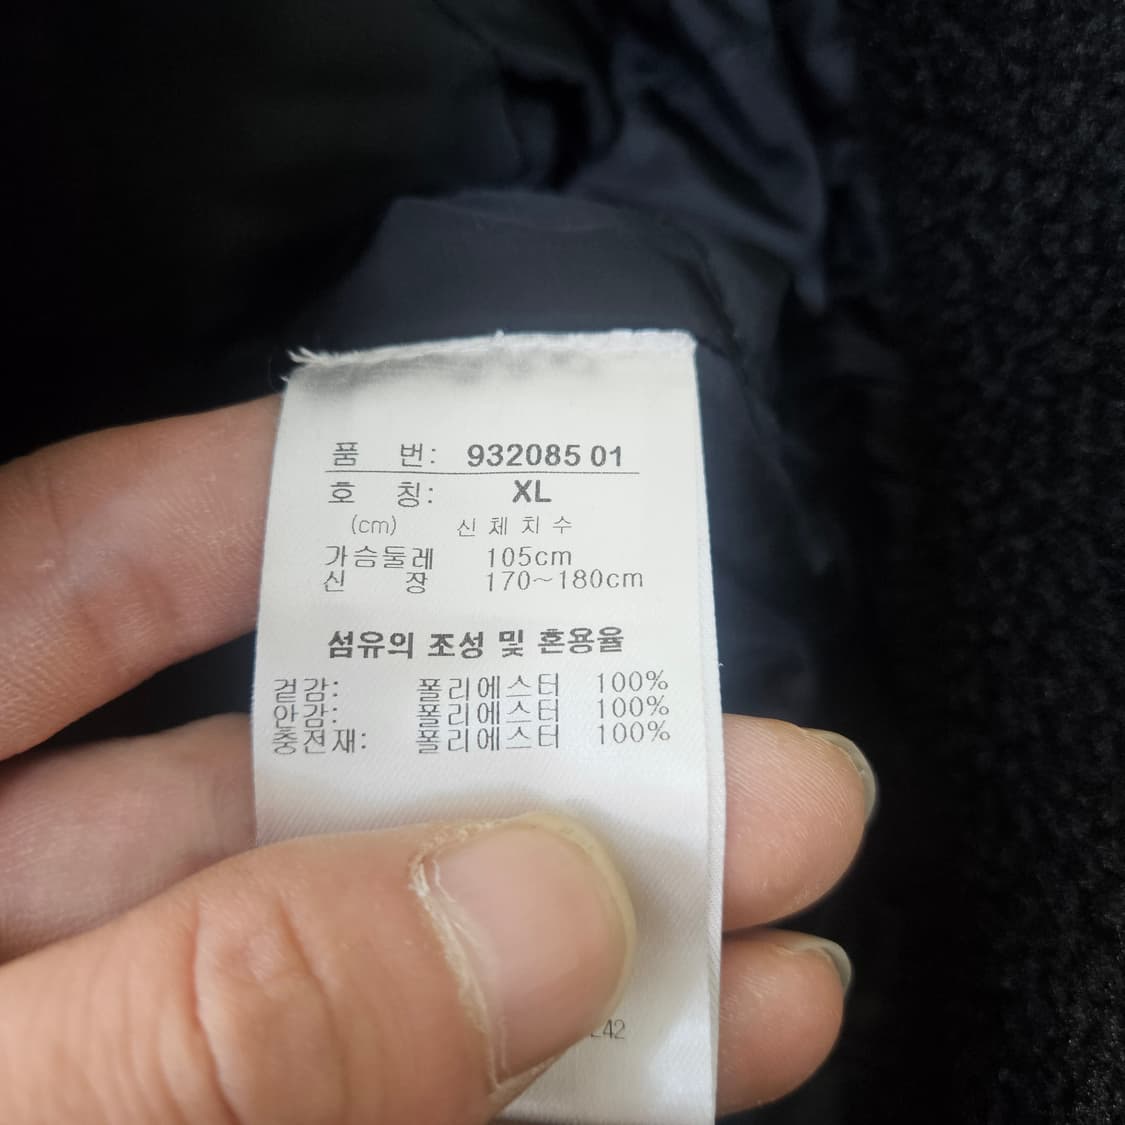 품 번: 932085 01
호 칭: XL
(cm) 신체치수
가슴둘레 105cm
신 장 170~180cm
섬유의 조성 및 혼용율
겉감: 폴리에스터 100%
안감: 폴리에스터 100%
충전재: 폴리에스터 100%